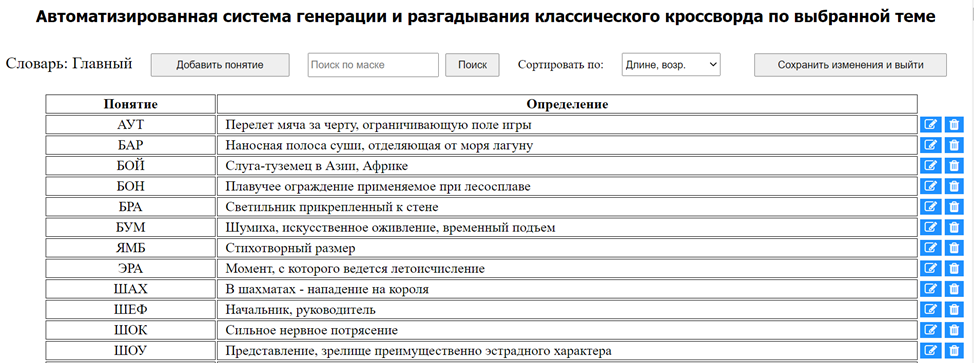 Автоматизированная система генерации и разгадывания классического кроссворда по выбранной теме
Словарь: Главный Добавить понятие Поиск по маске Поиск Сортировать по: Длине, возр. Сохранить изменения и выйти
Понятие Определение
АУТ Перелет мяча за черту, ограничивающую поле игры
БАР Наносная полоса суши, отделяющая от моря лагуну
БОЙ Слуга-туземец в Азии, Африке
БОН Плавучее ограждение применяемое при лесосплаве
БРА Светильник прикрепленный к стене
БУМ Шумиха, искусственное оживление, временный подъем
ЯМБ Стихотворный размер
ЭРА Момент, с которого ведется летоисчисление
ШАХ В шахматах - нападение на короля
ШЕФ Начальник, руководитель
ШОК Сильное нервное потрясение
ШОУ Представление, зрелище преимущественно эстрадного характера